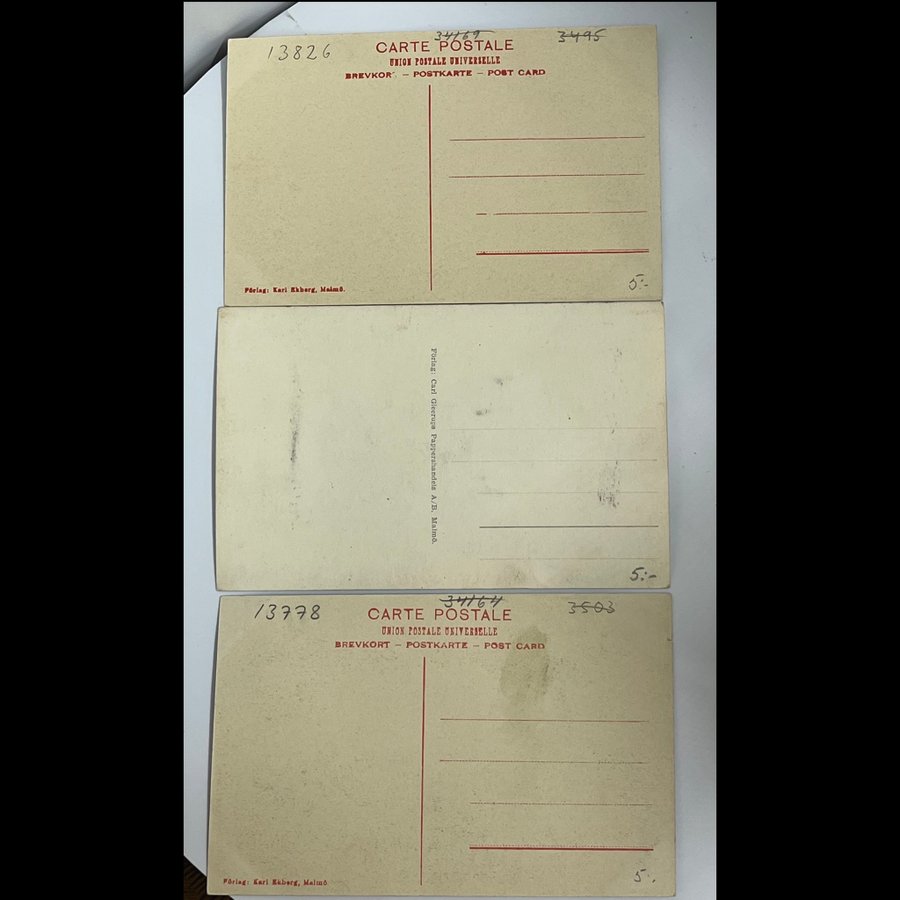 13826 34169 3495
CARTE POSTALE
UNION POSTALE UNIVERSELLE
BREVKOR — POSTKARTE — POST CARD
Förlag: Karl Ekberg, Malmö.
5:-
Förlag: Carl Gleerups Pappershandels A/B. Malmö.
5:-
13778 34164 3503
CARTE POSTALE
UNION POSTALE UNIVERSELLE
BREVKORT — POSTKARTE — POST CARD
Förlag: Karl Ekberg, Malmö
5.